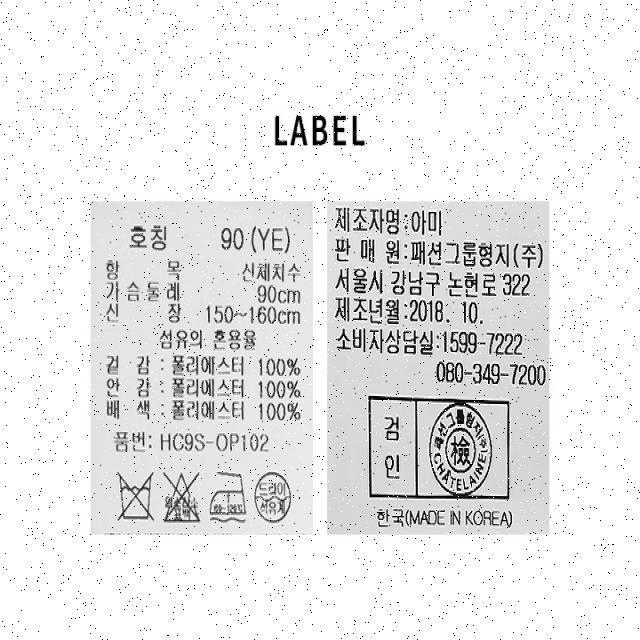 LABEL
호칭 90 (YE)
항 목 신체치수
가슴둘레 90cm
신 장 150~160cm
섬유의 혼용율
겉 감 : 폴리에스터 100%
안 감 : 폴리에스터 100%
배 색 : 폴리에스터 100%
품번: HC9S-OP102
드라이
석유계
제조자명:아미
판 매 원:패션그룹형지(주)
서울시 강남구 논현로 322
제조년월:2018. 10.
소비자상담실:1599-7222
080-349-7200
검
인
패션그룹형지(주)
檢
CHÂTELAINE
한국(MADE IN KOREA)